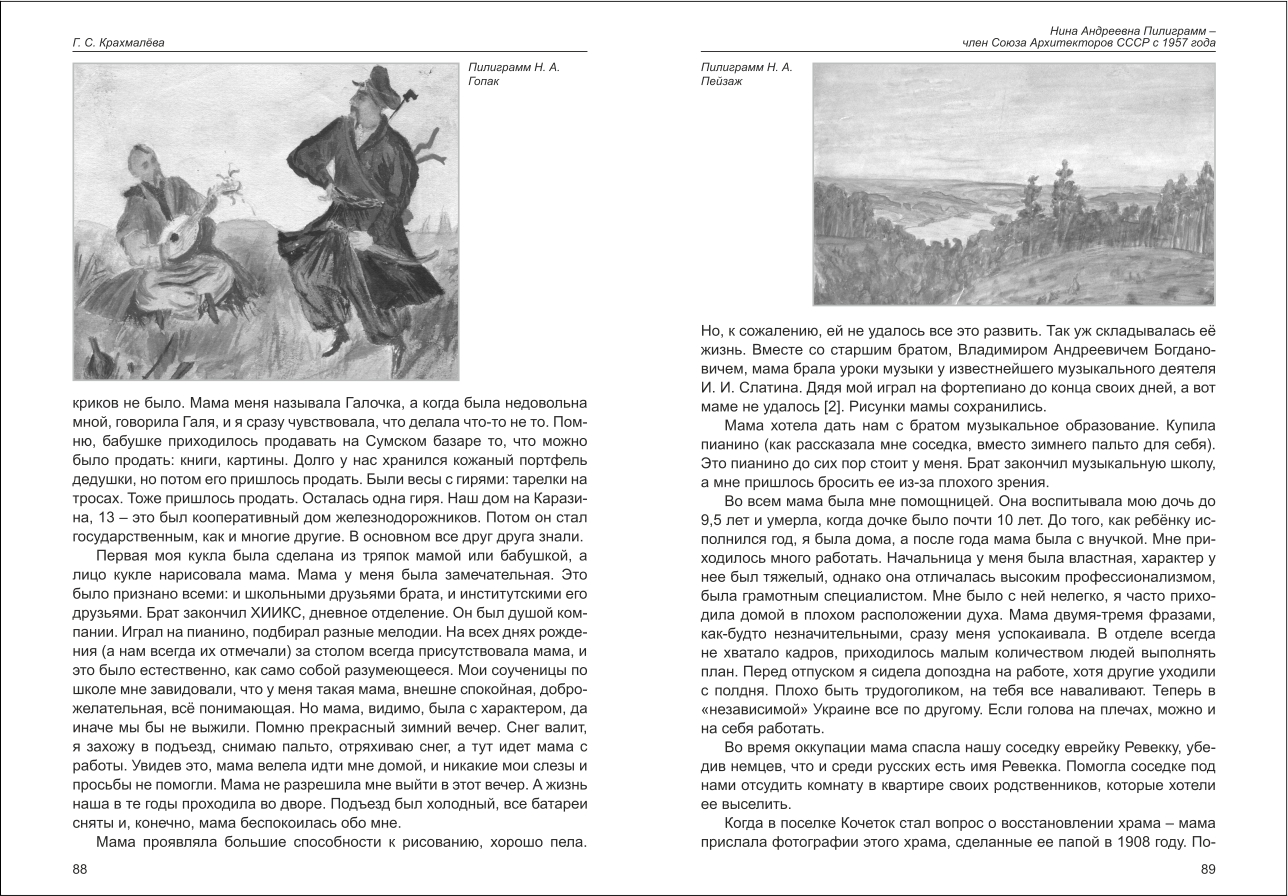 Г. С. Крахмалёва
Пилиграмм Н. А.
Гопак
криков не было. Мама меня называла Галочка, а когда была недовольна
мной, говорила Галя, и я сразу чувствовала, что делала что-то не то. Пом-
ню, бабушке приходилось продавать на Сумском базаре то, что можно
было продать: книги, картины. Долго у нас хранился кожаный портфель
дедушки, но потом его пришлось продать. Были весы с гирями: тарелки на
тросах. Тоже пришлось продать. Осталась одна гиря. Наш дом на Карази-
на, 13 – это был кооперативный дом железнодорожников. Потом он стал
государственным, как и многие другие. В основном все друг друга знали.
Первая моя кукла была сделана из тряпок мамой или бабушкой, а
лицо кукле нарисовала мама. Мама у меня была замечательная. Это
было признано всеми: и школьными друзьями брата, и институтскими его
друзьями. Брат закончил ХИИКС, дневное отделение. Он был душой ком-
пании. Играл на пианино, подбирал разные мелодии. На всех днях рожде-
ния (а нам всегда их отмечали) за столом всегда присутствовала мама, и
это было естественно, как само собой разумеющееся. Мои соученицы по
школе мне завидовали, что у меня такая мама, внешне спокойная, добро-
желательная, всё понимающая. Но мама, видимо, была с характером, да
иначе мы бы не выжили. Помню прекрасный зимний вечер. Снег валит,
я захожу в подъезд, снимаю пальто, отряхиваю снег, а тут идет мама с
работы. Увидев это, мама велела идти мне домой, и никакие мои слезы и
просьбы не помогли. Мама не разрешила мне выйти в этот вечер. А жизнь
наша в те годы проходила во дворе. Подъезд был холодный, все батареи
сняты и, конечно, мама беспокоилась обо мне.
Мама проявляла большие способности к рисованию, хорошо пела.
88
Нина Андреевна Пилиграмм –
член Союза Архитекторов СССР с 1957 года
Пилиграмм Н. А.
Пейзаж
Но, к сожалению, ей не удалось все это развить. Так уж складывалась её
жизнь. Вместе со старшим братом, Владимиром Андреевичем Богдано-
вичем, мама брала уроки музыки у известнейшего музыкального деятеля
И. И. Слатина. Дядя мой играл на фортепиано до конца своих дней, а вот
маме не удалось [2]. Рисунки мамы сохранились.
Мама хотела дать нам с братом музыкальное образование. Купила
пианино (как рассказала мне соседка, вместо зимнего пальто для себя).
Это пианино до сих пор стоит у меня. Брат закончил музыкальную школу,
а мне пришлось бросить ее из-за плохого зрения.
Во всем мама была мне помощницей. Она воспитывала мою дочь до
9,5 лет и умерла, когда дочке было почти 10 лет. До того, как ребёнку ис-
полнился год, я была дома, а после года мама была с внучкой. Мне при-
ходилось много работать. Начальница у меня была властная, характер у
нее был тяжелый, однако она отличалась высоким профессионализмом,
была грамотным специалистом. Мне было с ней нелегко, я часто прихо-
дила домой в плохом расположении духа. Мама двумя-тремя фразами,
как-будто незначительными, сразу меня успокаивала. В отделе всегда
не хватало кадров, приходилось малым количеством людей выполнять
план. Перед отпуском я сидела допоздна на работе, хотя другие уходили
с полдня. Плохо быть трудоголиком, на тебя все наваливают. Теперь в
«независимой» Украине все по другому. Если голова на плечах, можно и
на себя работать.
Во время оккупации мама спасла нашу соседку еврейку Ревекку, убе-
див немцев, что и среди русских есть имя Ревекка. Помогла соседке под
нами отсудить комнату в квартире своих родственников, которые хотели
ее выселить.
Когда в поселке Кочеток стал вопрос о восстановлении храма – мама
прислала фотографии этого храма, сделанные ее папой в 1908 году. По-
89